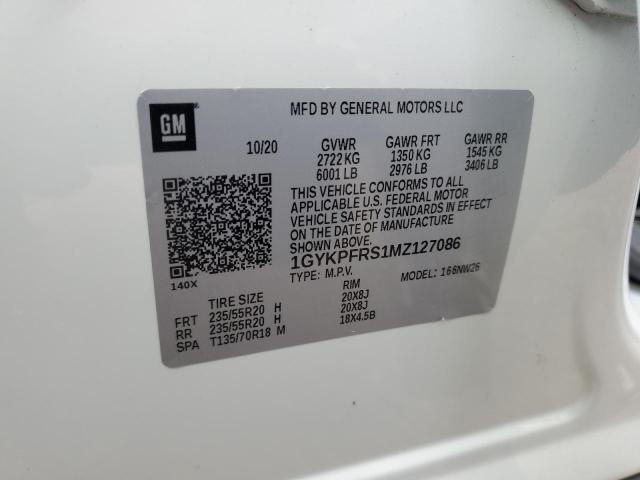 GM
MFD BY GENERAL MOTORS LLC
10/20 GVWR GAWR FRT GAWR RR
2722 KG 1350 KG 1545 KG
6001 LB 2976 LB 3406 LB
THIS VEHICLE CONFORMS TO ALL
APPLICABLE U.S. FEDERAL MOTOR
VEHICLE SAFETY STANDARDS IN EFFECT
ON THE DATE OF MANUFACTURE
SHOWN ABOVE.
1GYKPFRS1MZ127086
140X TYPE: M.P.V. MODEL: 166NW26
TIRE SIZE RIM
FRT 235/55R20 H 20X8J
RR 235/55R20 H 20X8J
SPA T135/70R18 M 18X4.5B